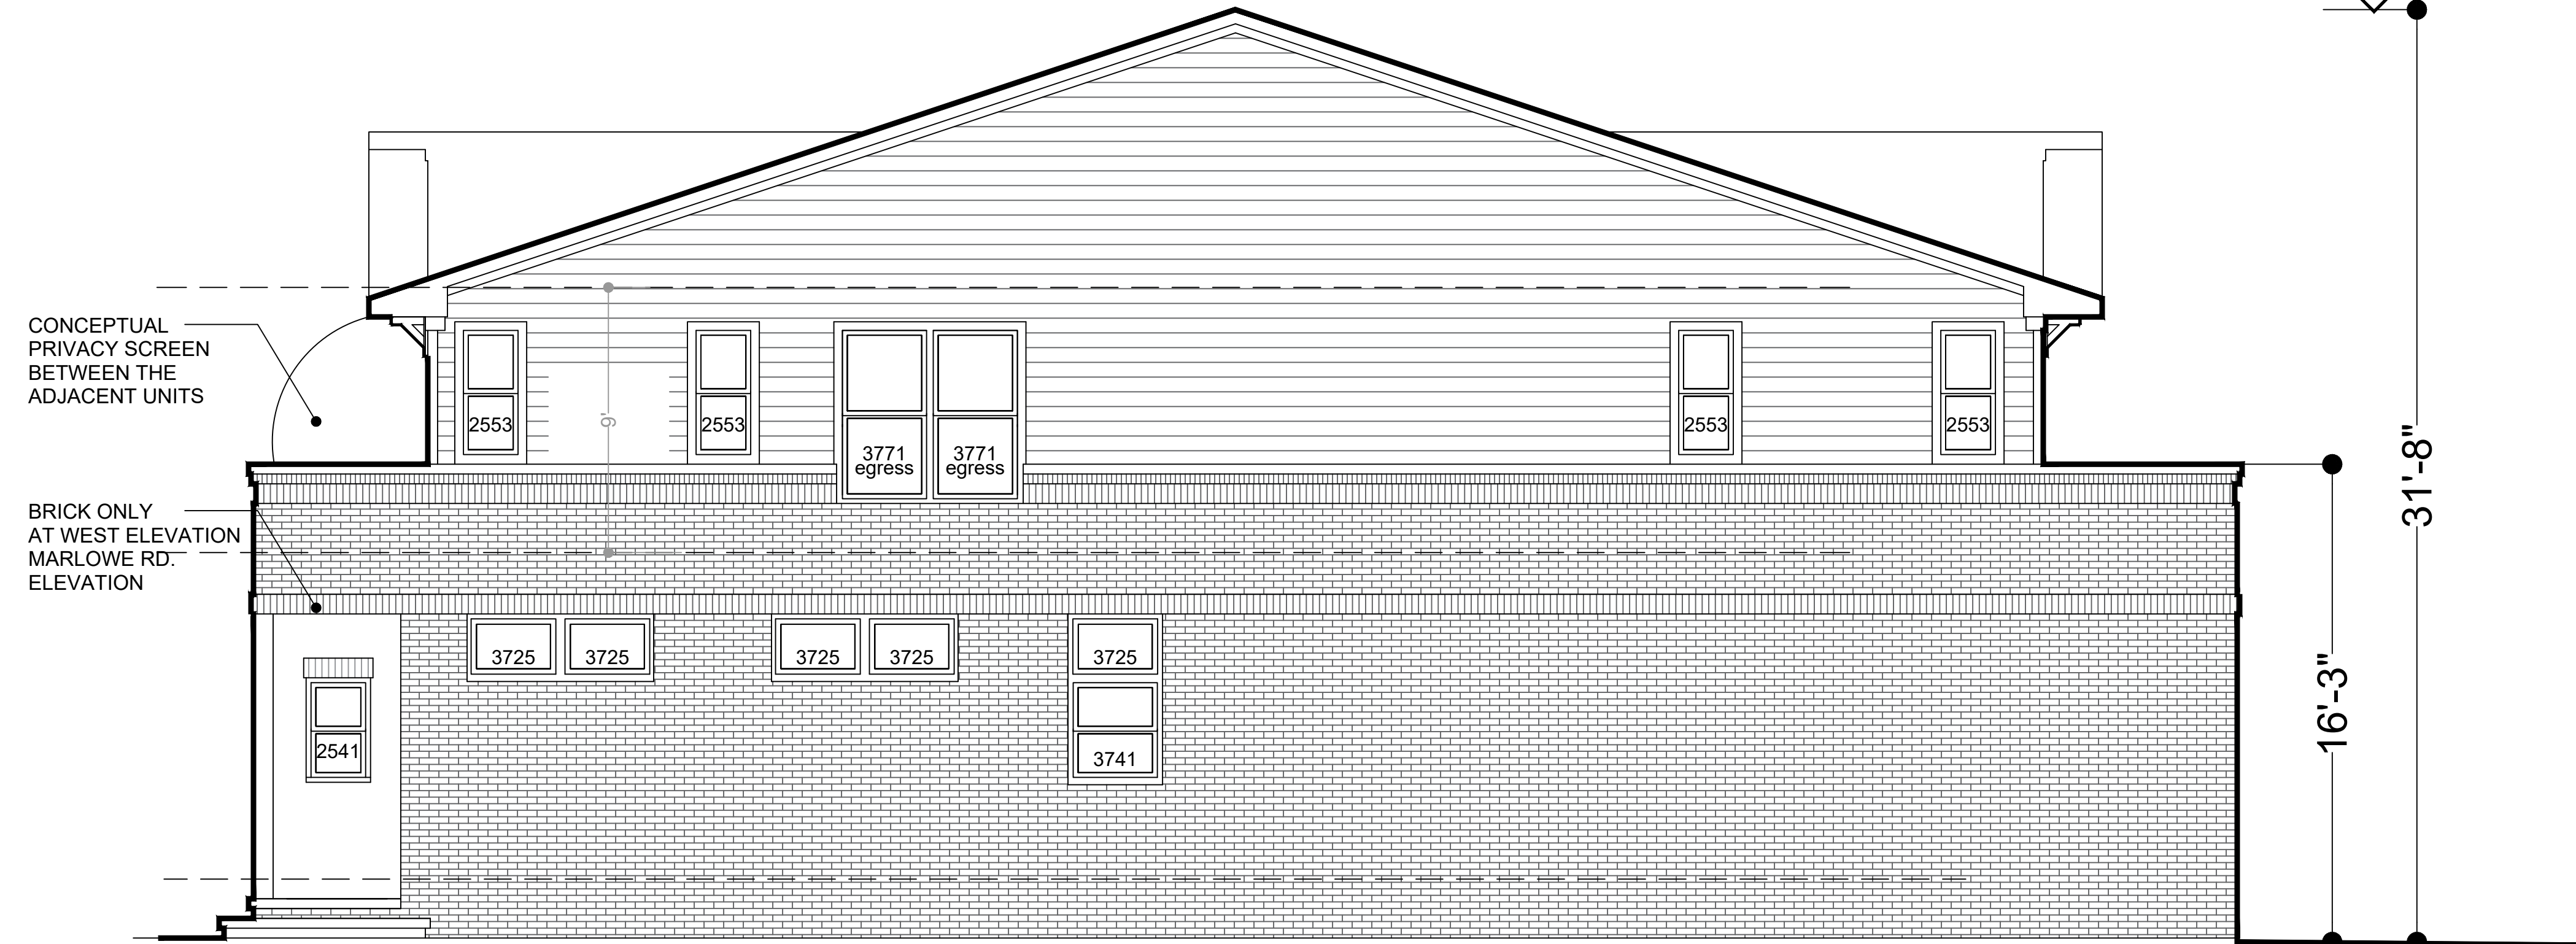 CONCEPTUAL
PRIVACY SCREEN
BETWEEN THE
ADJACENT UNITS
BRICK ONLY
AT WEST ELEVATION
MARLOWE RD.
ELEVATION
2553
9'
2553
3771
egress
3771
egress
2553
2553
3725
3725
3725
3725
3725
3741
2541
16'-3"
31'-8"